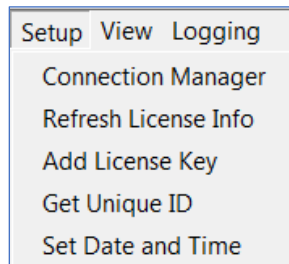 Setup View Logging
Connection Manager
Refresh License Info
Add License Key
Get Unique ID
Set Date and Time